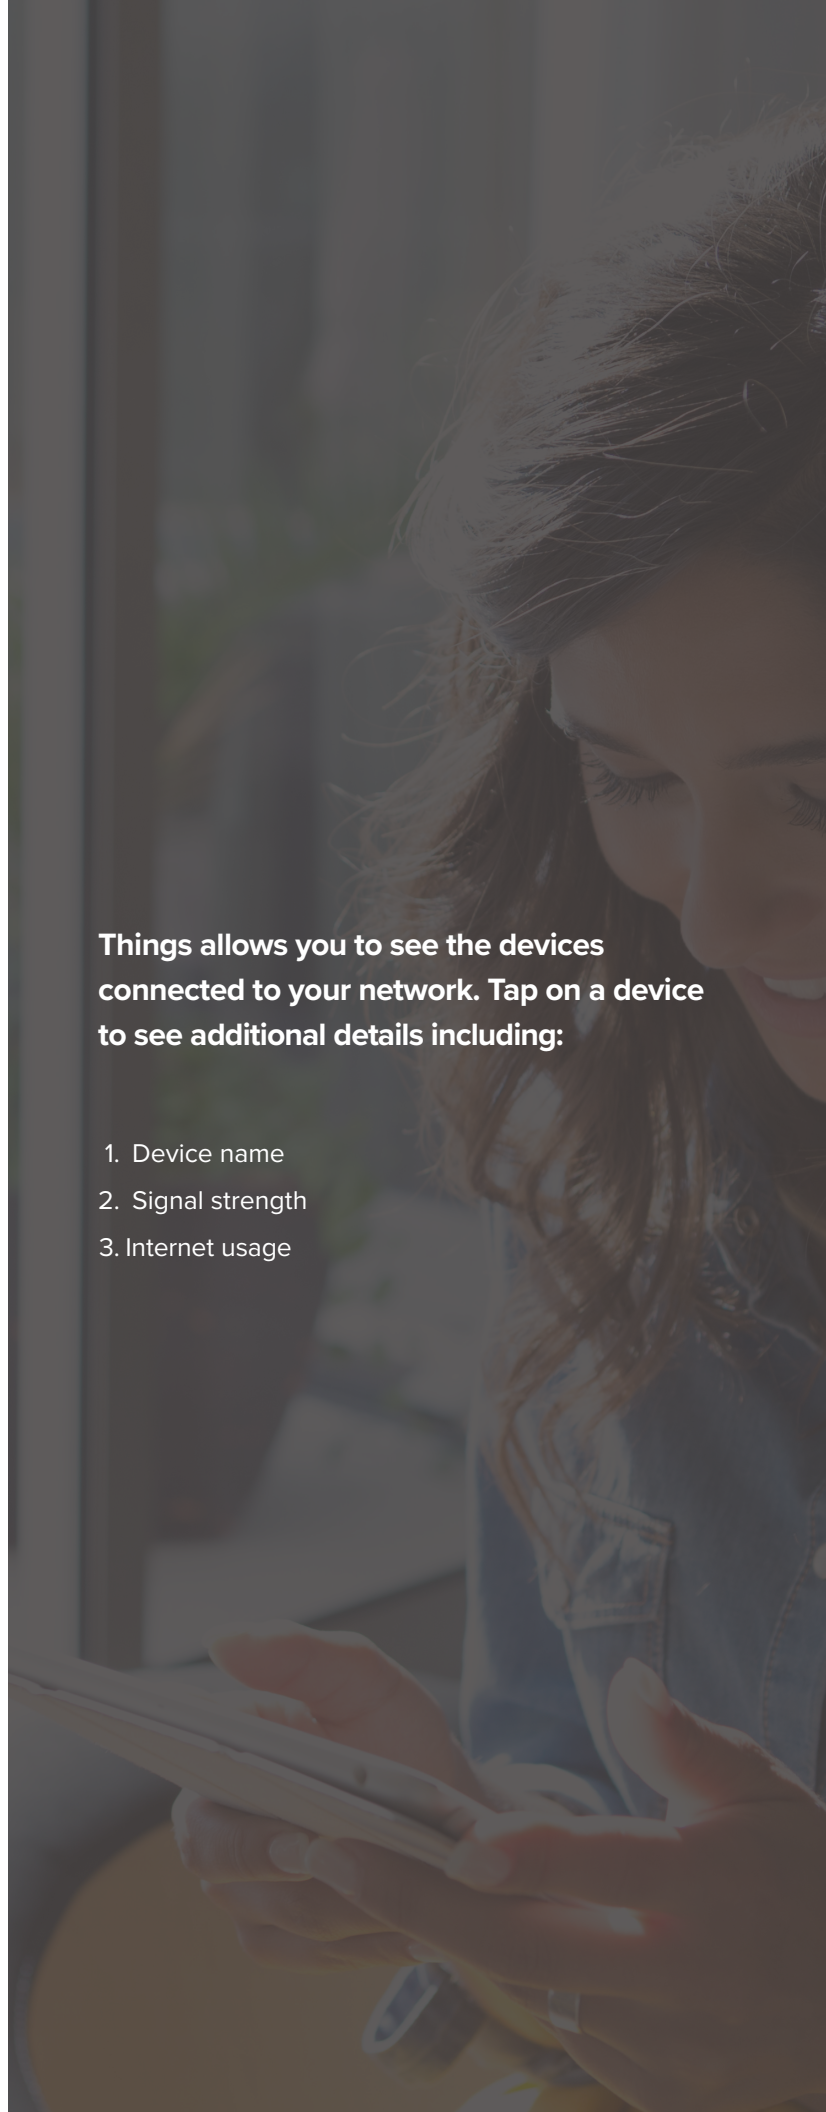 Things allows you to see the devices
connected to your network. Tap on a device
to see additional details including:
1. Device name
2. Signal strength
3. Internet usage